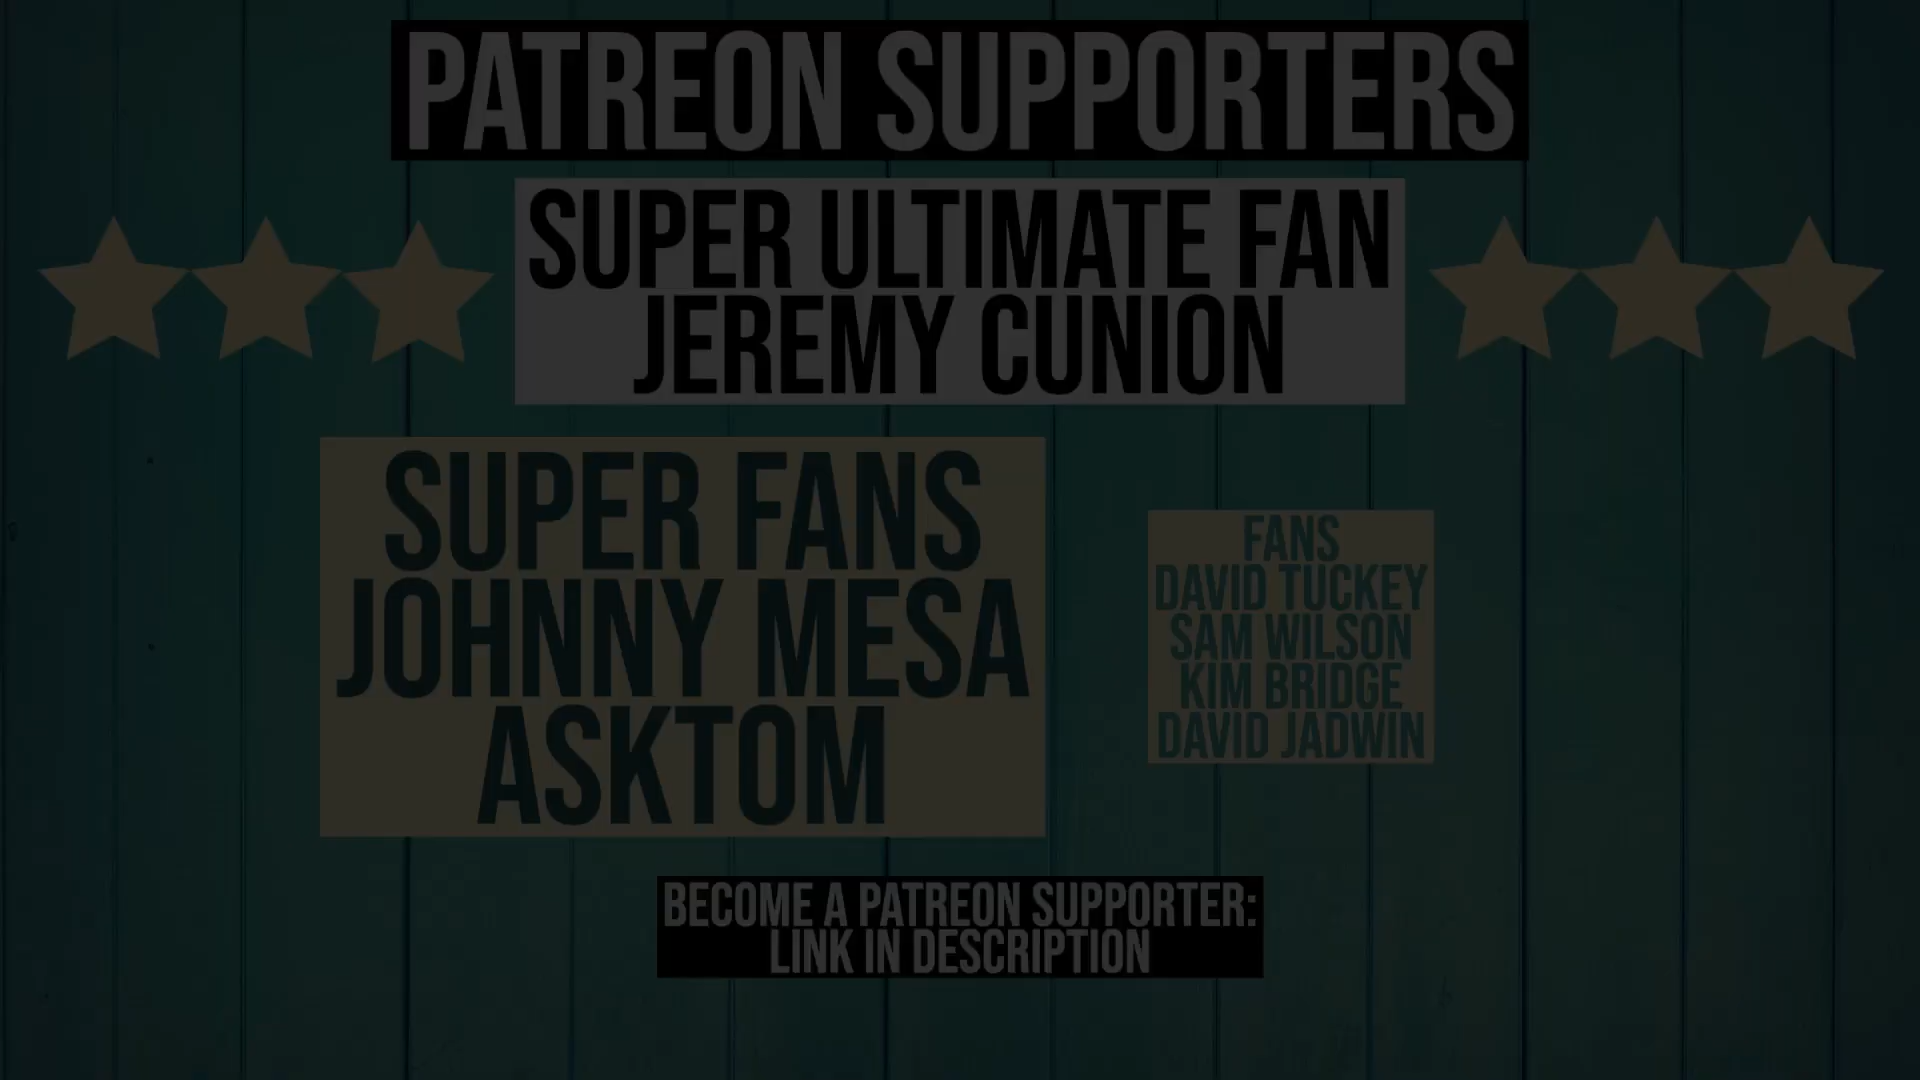 PATREON SUPPORTERS
SUPER ULTIMATE FAN
JEREMY CUNION
SUPER FANS
JOHNNY MESA
ASKTOM
FANS
DAVID TUCKEY
SAM WILSON
KIM BRIDGE
DAVID JADWIN
BECOME A PATREON SUPPORTER:
LINK IN DESCRIPTION